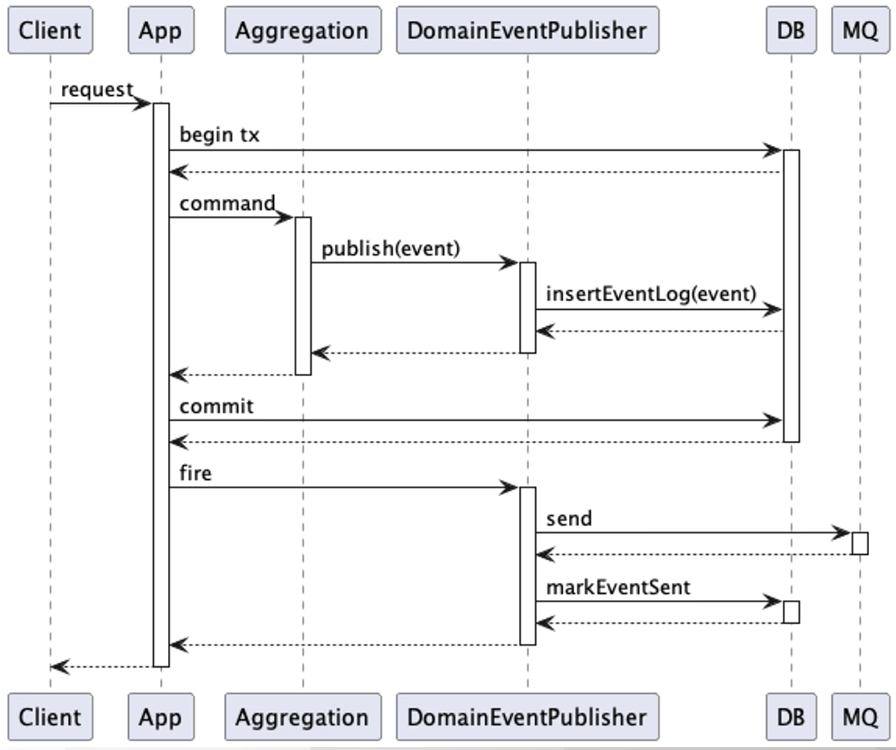 Client App Aggregation DomainEventPublisher DB MQ
request
begin tx
command
publish(event)
insertEventLog(event)
commit
fire
send
markEventSent
Client App Aggregation DomainEventPublisher DB MQ